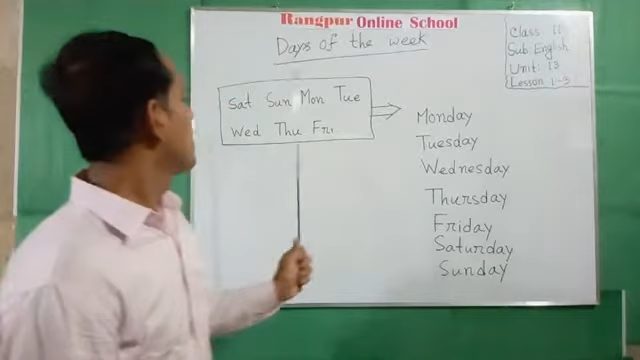 Rangpur Online School
Days of the week
Class II
Sub: English
Unit: 13
Lesson 1-3
Sat Sun Mon Tue
Wed Thu Fri
Monday
Tuesday
Wednesday
Thursday
Friday
Saturday
Sunday